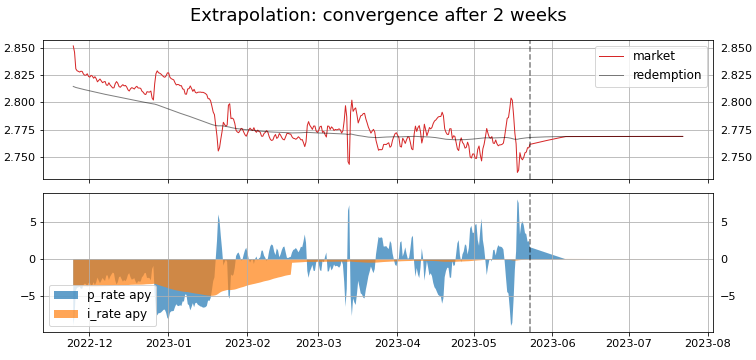 Extrapolation: convergence after 2 weeks
2.850 2.850
market
2.825 redemption 2.825
2.800 2.800
2.775 2.775
2.750 2.750
5 5
0 0
p_rate apy
−5 −5
i_rate apy
2022-12 2023-01 2023-02 2023-03 2023-04 2023-05 2023-06 2023-07 2023-08